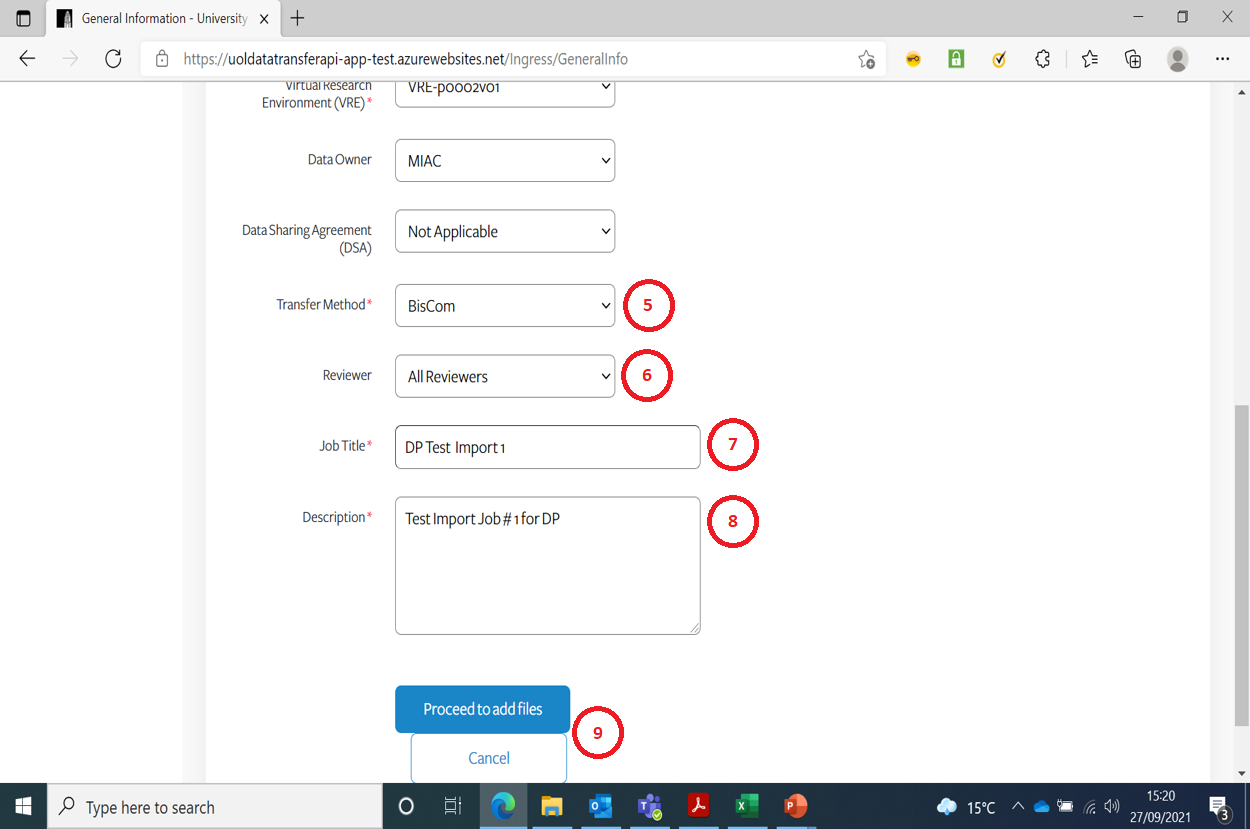 General Information - University
https://uoldatatransferapi-app-test.azurewebsites.net/Ingress/GeneralInfo
Virtual Research
Environment (VRE)*
VRE-p0002v01
Data Owner
MIAC
Data Sharing Agreement
(DSA)
Not Applicable
Transfer Method*
BisCom
5
Reviewer
All Reviewers
6
Job Title*
DP Test Import 1
7
Description*
Test Import Job # 1 for DP
8
Proceed to add files
9
Cancel
Type here to search
15°C
15:20
27/09/2021
3